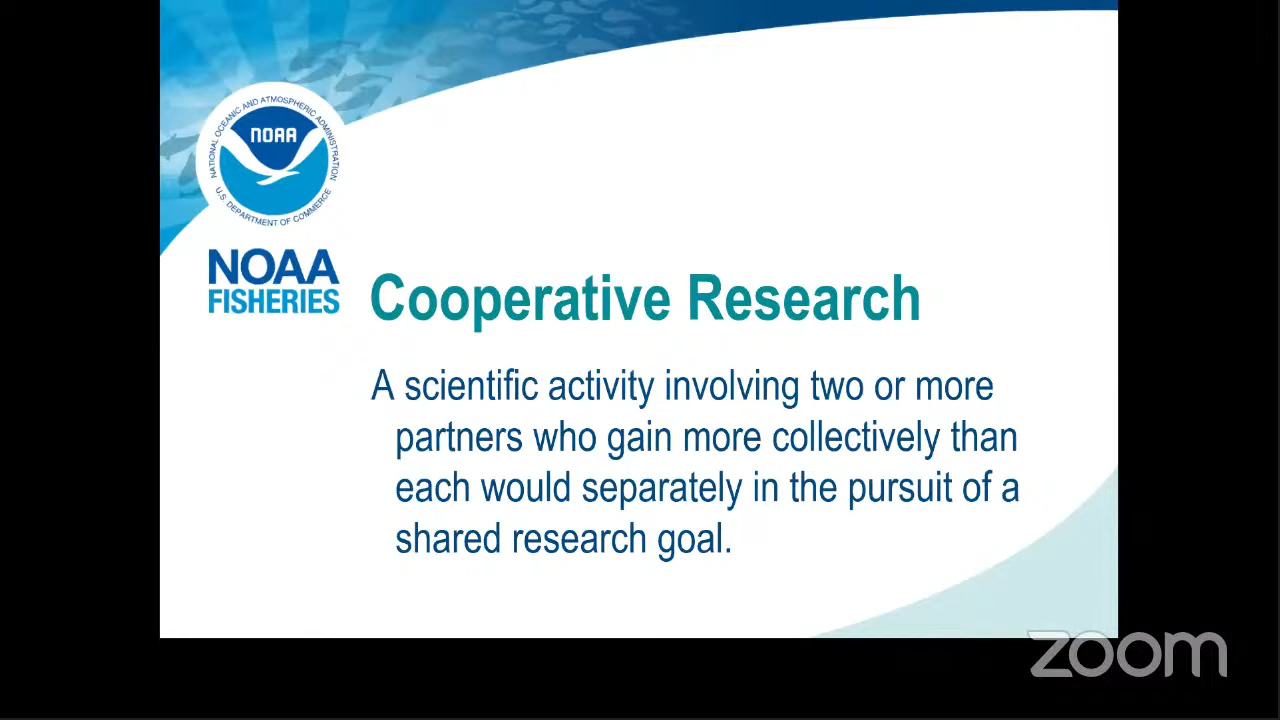 NATIONAL OCEANIC AND ATMOSPHERIC ADMINISTRATION
NOAA
U.S. DEPARTMENT OF COMMERCE
NOAA
FISHERIES
Cooperative Research
A scientific activity involving two or more
partners who gain more collectively than
each would separately in the pursuit of a
shared research goal.
zoom